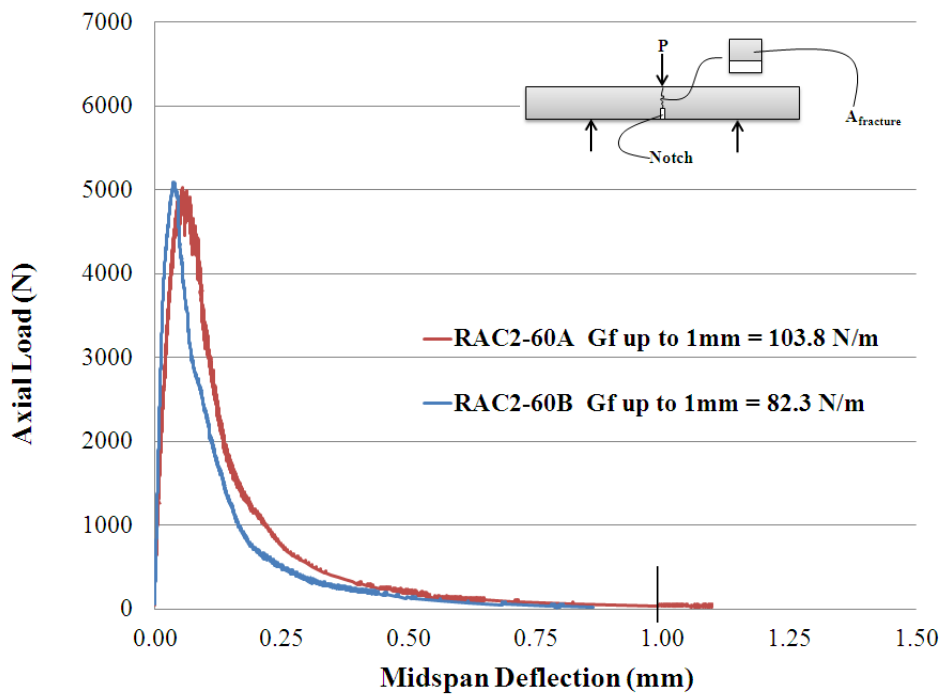 7000
6000
5000
4000
3000
2000
1000
0
Axial Load (N)
P
A fracture
Notch
RAC2-60A Gf up to 1mm = 103.8 N/m
RAC2-60B Gf up to 1mm = 82.3 N/m
0.00 0.25 0.50 0.75 1.00 1.25 1.50
Midspan Deflection (mm)